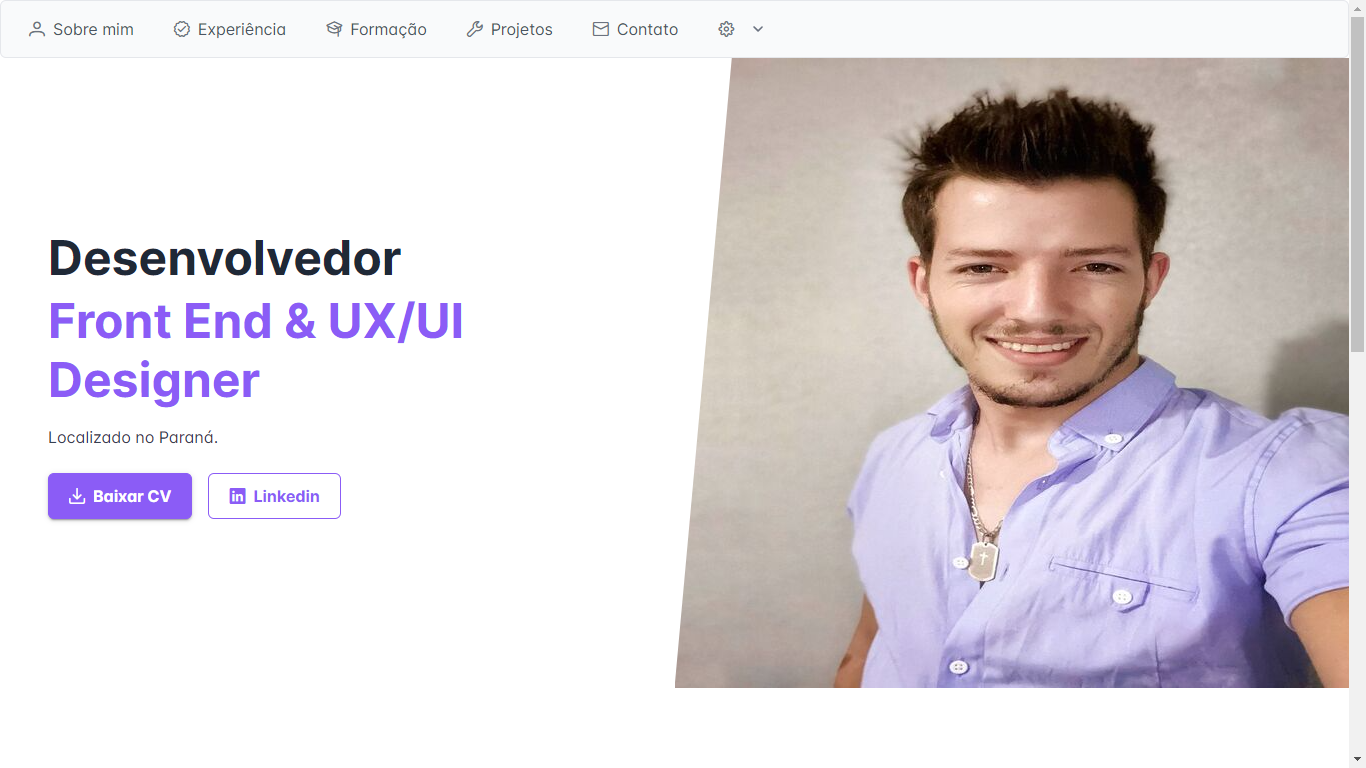 Sobre mim Experiência Formação Projetos Contato
Desenvolvedor
Front End & UX/UI
Designer
Localizado no Paraná.
Baixar CV Linkedin